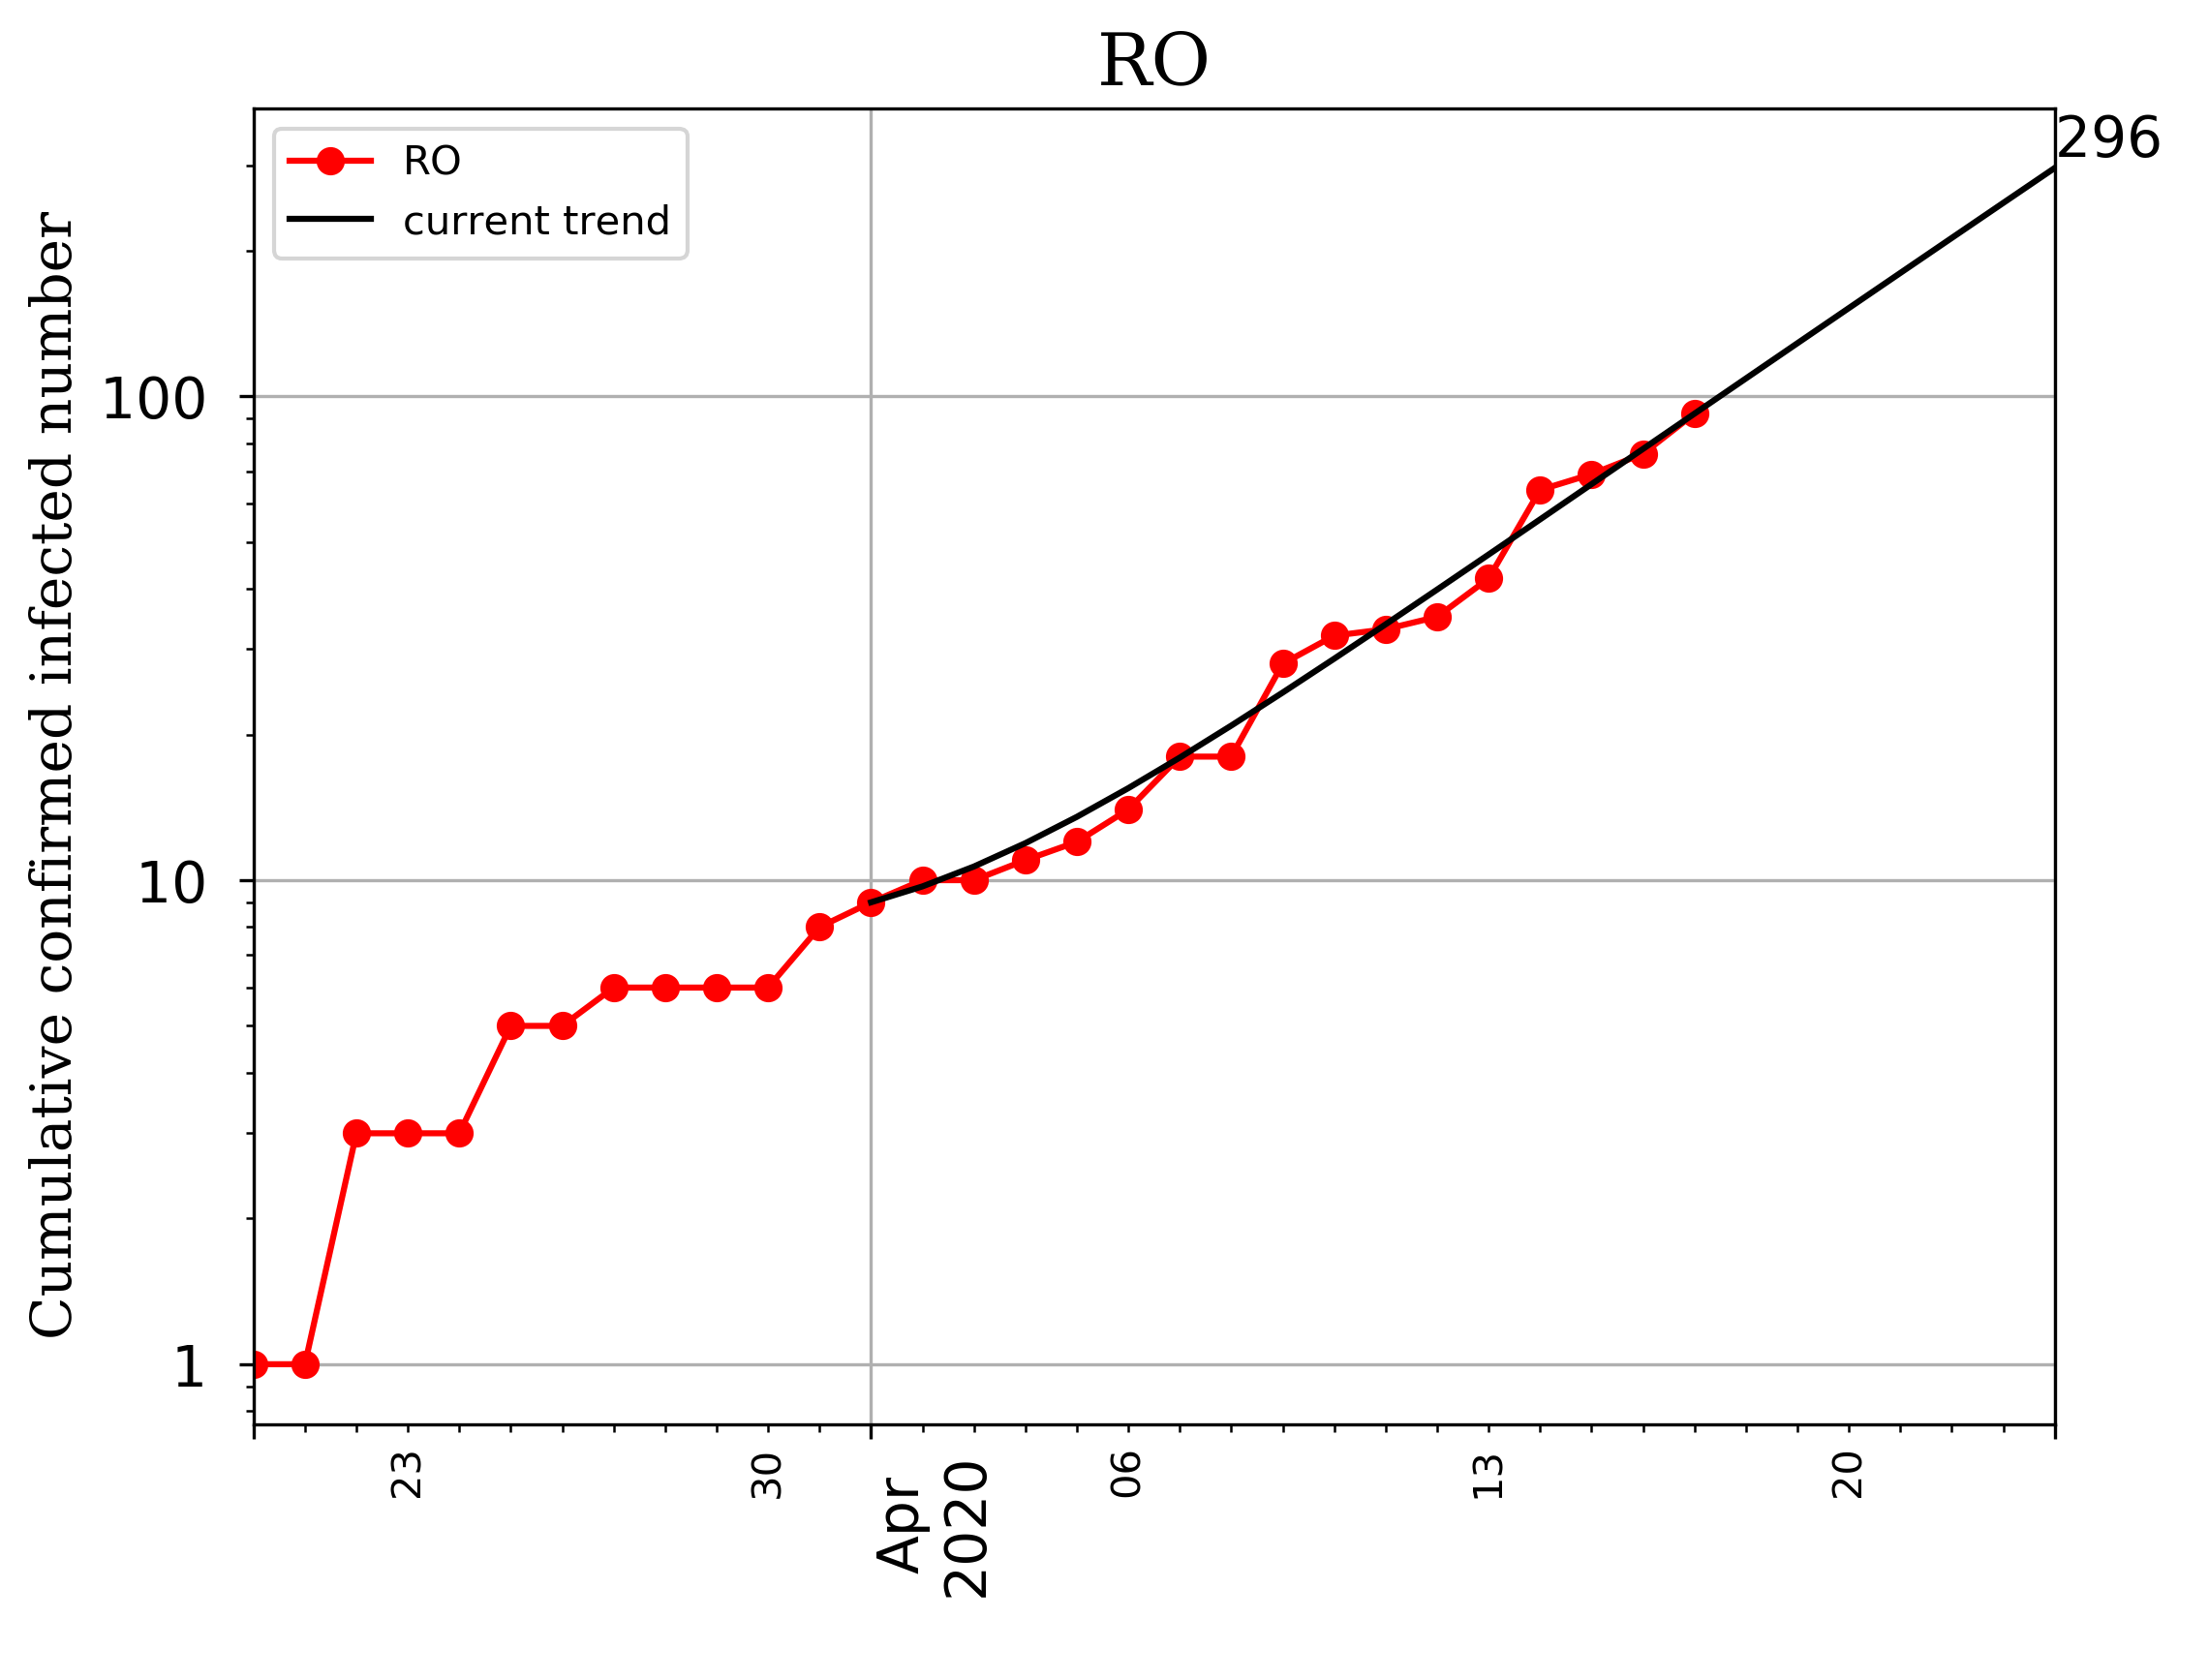 RO
296
RO
current trend
Cumulative confirmed infected number
100
10
1
23
30
Apr
2020
06
13
20